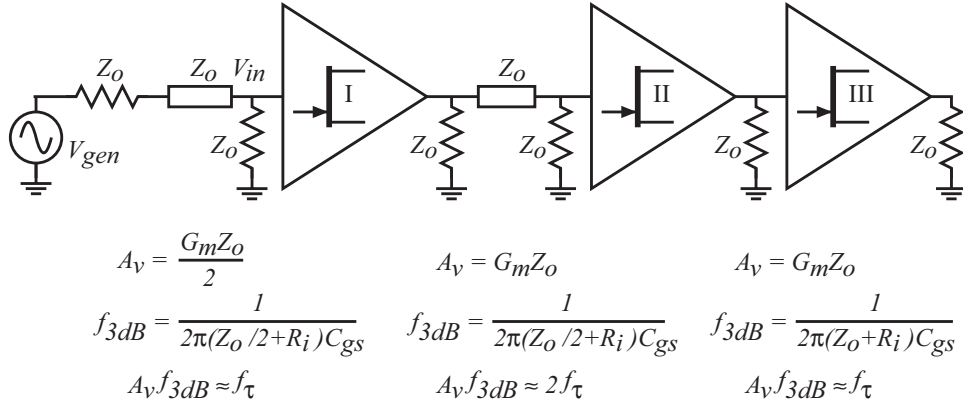 Z_o Z_o V_in I Z_o II III
V_gen Z_o Z_o Z_o Z_o Z_o
A_v = G_m Z_o / 2
f_3dB = 1 / 2π(Z_o /2+R_i)C_gs
A_v f_3dB ≈ f_τ
A_v = G_m Z_o
f_3dB = 1 / 2π(Z_o /2+R_i)C_gs
A_v f_3dB ≈ 2 f_τ
A_v = G_m Z_o
f_3dB = 1 / 2π(Z_o+R_i)C_gs
A_v f_3dB ≈ f_τ